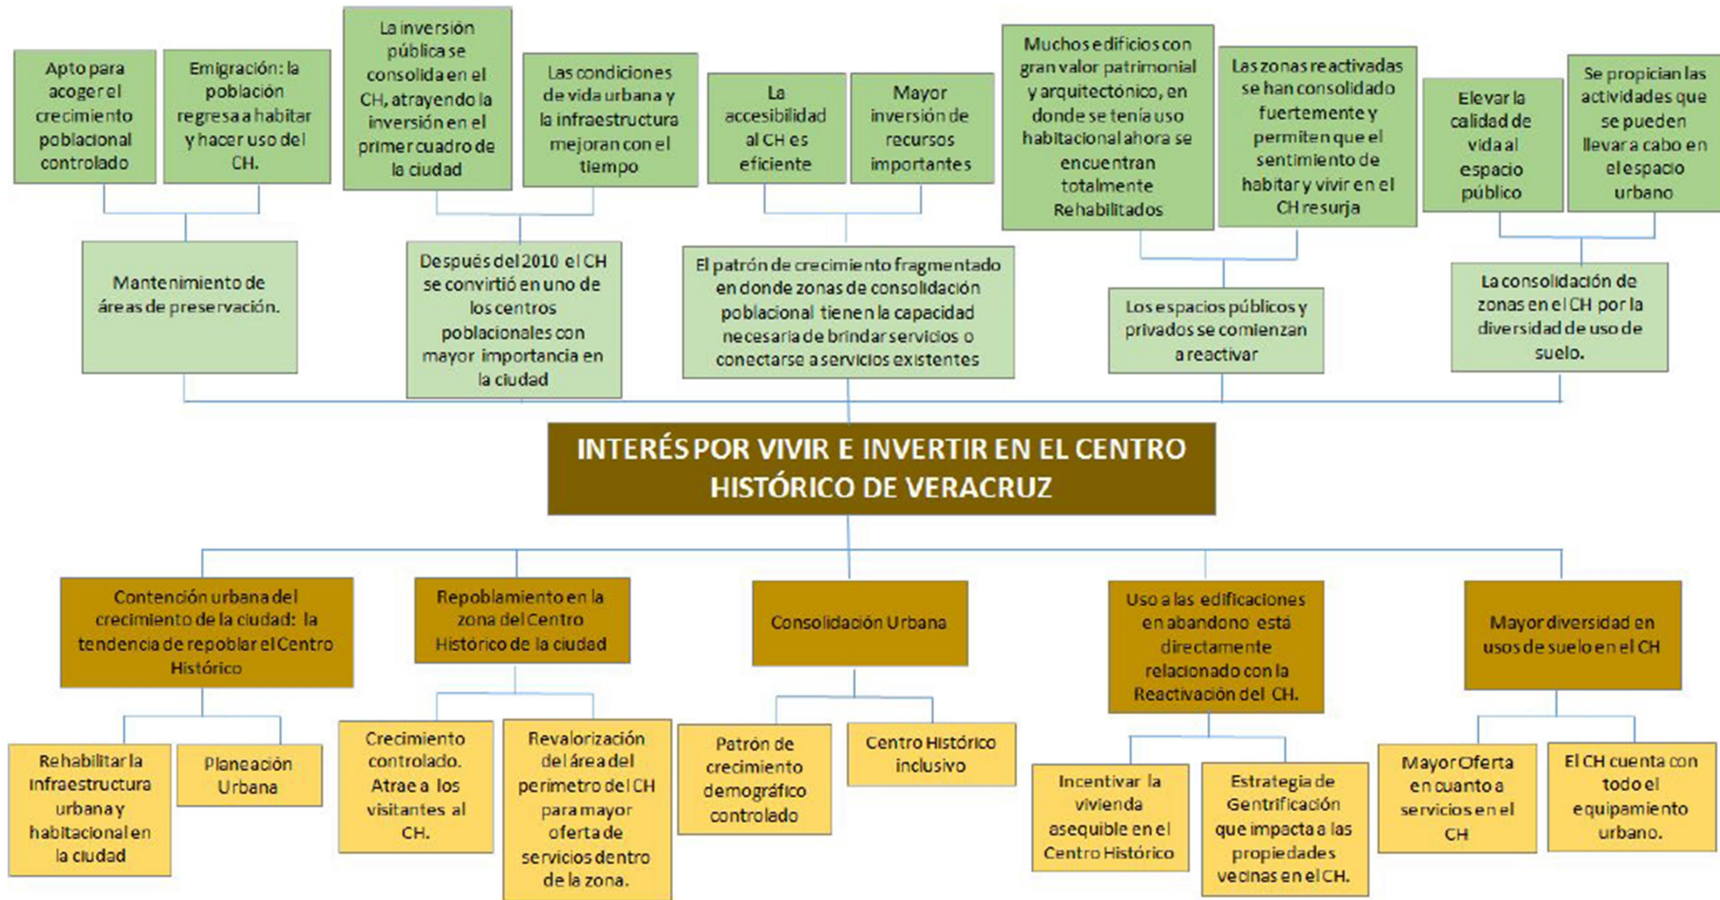 Apto para
acoger el
crecimiento
poblacional
controlado
Emigración: la
población
regresa a habitar
y hacer uso del
CH.
La inversión
pública se
consolida en el
CH, atrayendo la
inversión en el
primer cuadro de
la ciudad
Las condiciones
de vida urbana y
la infraestructura
mejoran con el
tiempo
La
accesibilidad
al CH es
eficiente
Mayor
inversión de
recursos
importantes
Muchos edificios con
gran valor patrimonial
y arquitectónico, en
donde se tenía uso
habitacional ahora se
encuentran
totalmente
Rehabilitados
Las zonas reactivadas
se han consolidado
fuertemente y
permiten que el
sentimiento de
habitar y vivir en el
CH resurja
Elevar la
calidad de
vida al
espacio
público
Se propician las
actividades que
se pueden
llevar a cabo en
el espacio
urbano
Mantenimiento de
áreas de preservación.
Después del 2010 el CH
se convirtió en uno de
los centros
poblacionales con
mayor importancia en
la ciudad
El patrón de crecimiento fragmentado
en donde zonas de consolidación
poblacional tienen la capacidad
necesaria de brindar servicios o
conectarse a servicios existentes
Los espacios públicos y
privados se comienzan
a reactivar
La consolidación de
zonas en el CH por la
diversidad de uso de
suelo.
INTERÉS POR VIVIR E INVERTIR EN EL CENTRO
HISTÓRICO DE VERACRUZ
Contención urbana del
crecimiento de la ciudad: la
tendencia de repoblar el Centro
Histórico
Repoblamiento en la
zona del Centro
Histórico de la ciudad
Consolidación Urbana
Uso a las edificaciones
en abandono está
directamente
relacionado con la
Reactivación del CH.
Mayor diversidad en
usos de suelo en el CH
Rehabilitar la
infraestructura
urbana y
habitacional en
la ciudad
Planeación
Urbana
Crecimiento
controlado.
Atrae a los
visitantes al
CH.
Revalorización
del área del
perimetro del CH
para mayor
oferta de
servicios dentro
de la zona.
Patrón de
crecimiento
demográfico
controlado
Centro Histórico
inclusivo
Incentivar la
vivienda
asequible en el
Centro Histórico
Estrategia de
Gentrificación
que impacta a las
propiedades
vecinas en el CH.
Mayor Oferta
en cuanto a
servicios en el
CH
El CH cuenta con
todo el
equipamiento
urbano.